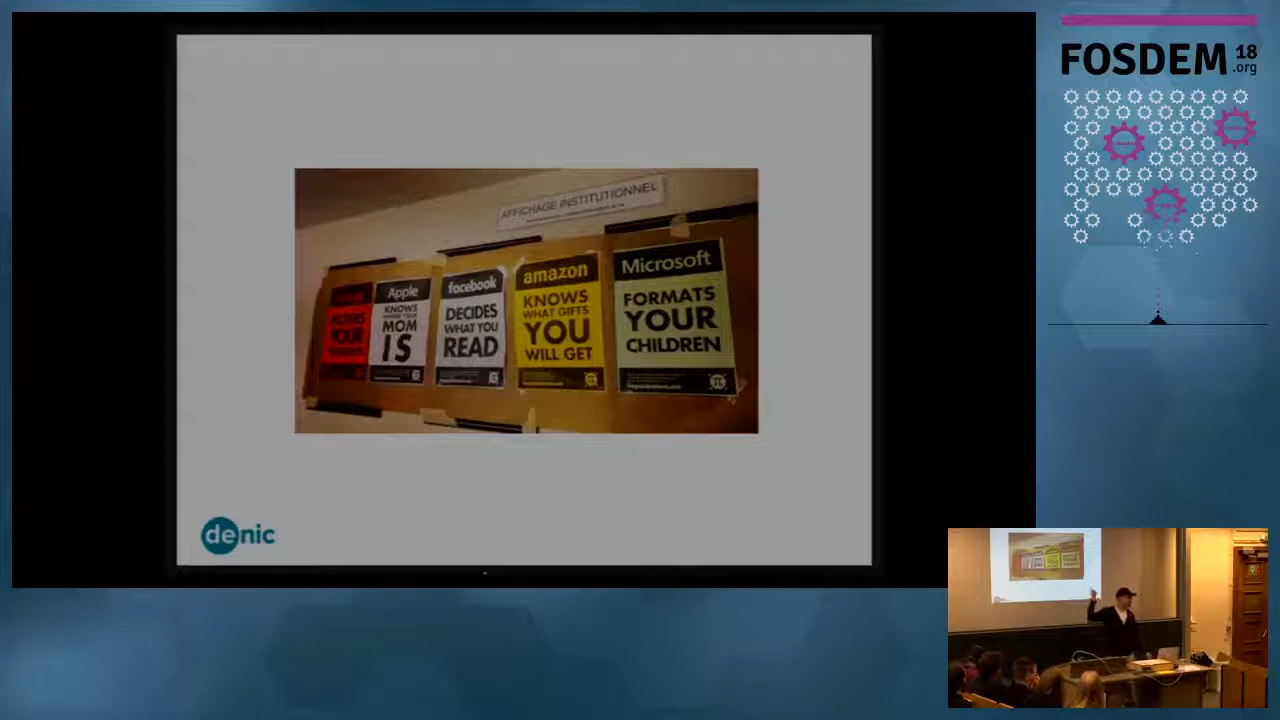 FOSDEM 18
.org
AFFICHAGE INSTITUTIONNEL
Apple
KNOWS
MOM
IS
facebook
DECIDES
WHAT YOU
READ
amazon
KNOWS
WHAT GIFTS
YOU
WILL GET
Microsoft
FORMATS
YOUR
CHILDREN
denic